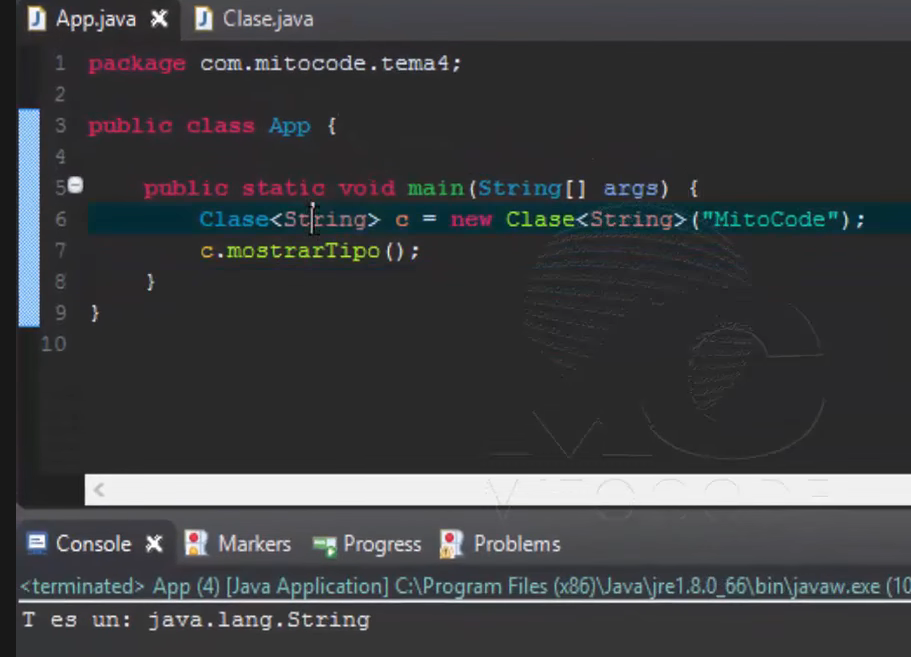 App.java Clase.java
1 package com.mitocode.tema4;
2
3 public class App {
4
5 public static void main(String[] args) {
6 Clase<String> c = new Clase<String>("MitoCode");
7 c.mostrarTipo();
8 }
9 }
10
MITOCODE
Console Markers Progress Problems
<terminated> App (4) [Java Application] C:\Program Files (x86)\Java\jre1.8.0_66\bin\javaw.exe (10
T es un: java.lang.String